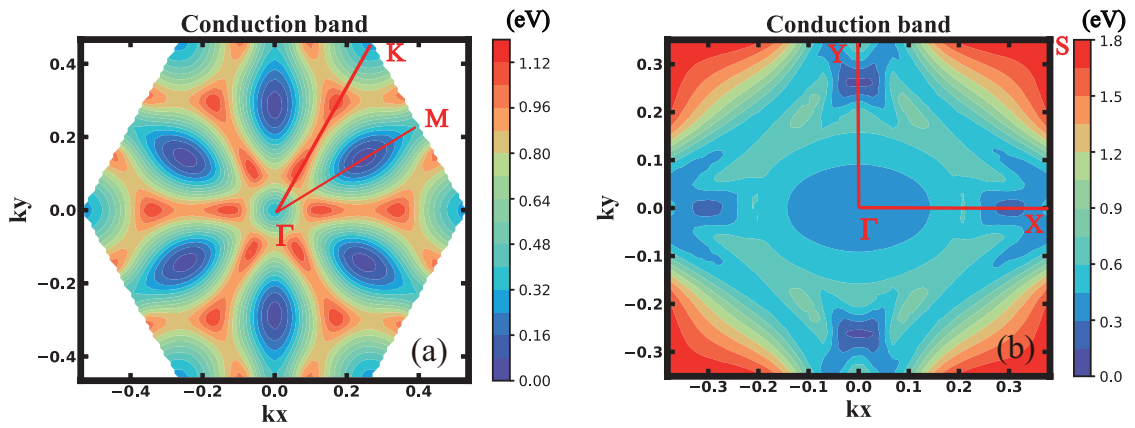 Conduction band
(eV)
0.4
0.2
0.0
−0.2
−0.4
ky
K
M
Γ
(a)
−0.4
−0.2
0.0
0.2
0.4
kx
1.12
0.96
0.80
0.64
0.48
0.32
0.16
0.00
Conduction band
(eV)
0.3
0.2
0.1
0.0
−0.1
−0.2
−0.3
ky
Y
S
Γ
X
(b)
−0.3
−0.2
−0.1
0.0
0.1
0.2
0.3
kx
1.8
1.5
1.2
0.9
0.6
0.3
0.0